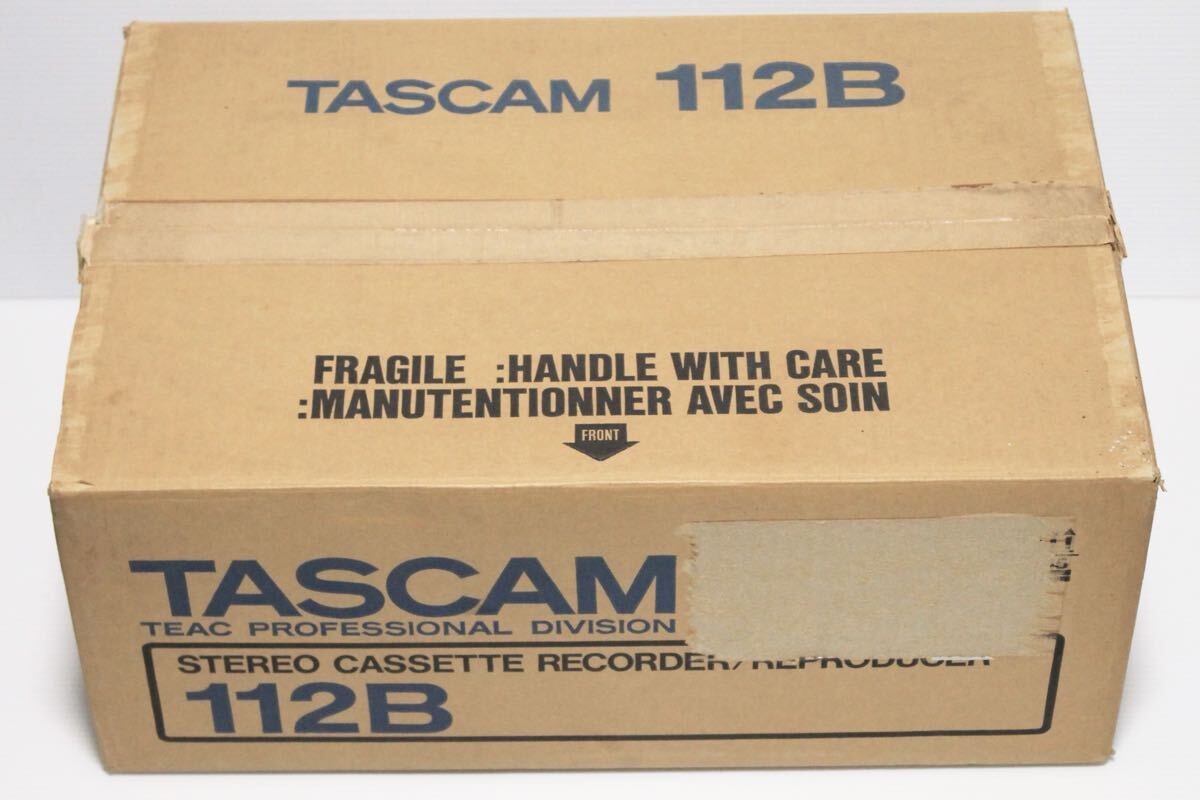 TASCAM 112B
FRAGILE :HANDLE WITH CARE
:MANUTENTIONNER AVEC SOIN
FRONT
TASCAM
TEAC PROFESSIONAL DIVISION
STEREO CASSETTE RECORDER/REPRODUCER
112B